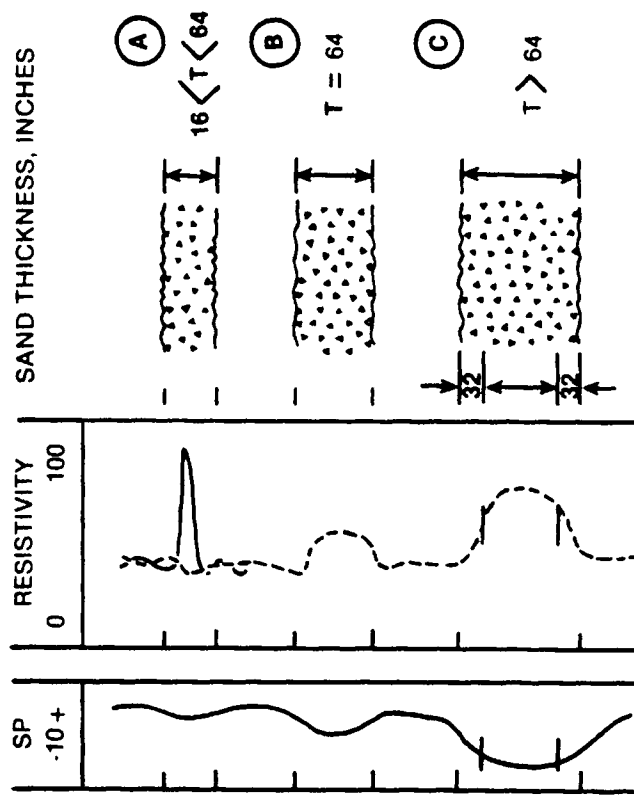 SP
-10 +
RESISTIVITY
0 100
SAND THICKNESS, INCHES
A
16 < T < 64
B
T = 64
C
T > 64
32
32